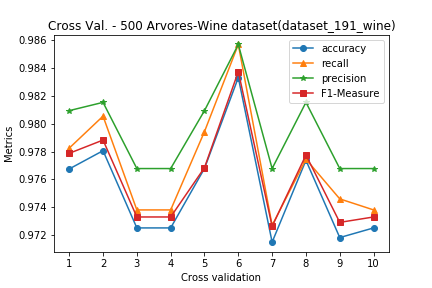 Cross Val. - 500 Arvores-Wine dataset(dataset_191_wine)
0.986
0.984
0.982
0.980
0.978
0.976
0.974
0.972
Metrics
accuracy
recall
precision
F1-Measure
1 2 3 4 5 6 7 8 9 10
Cross validation